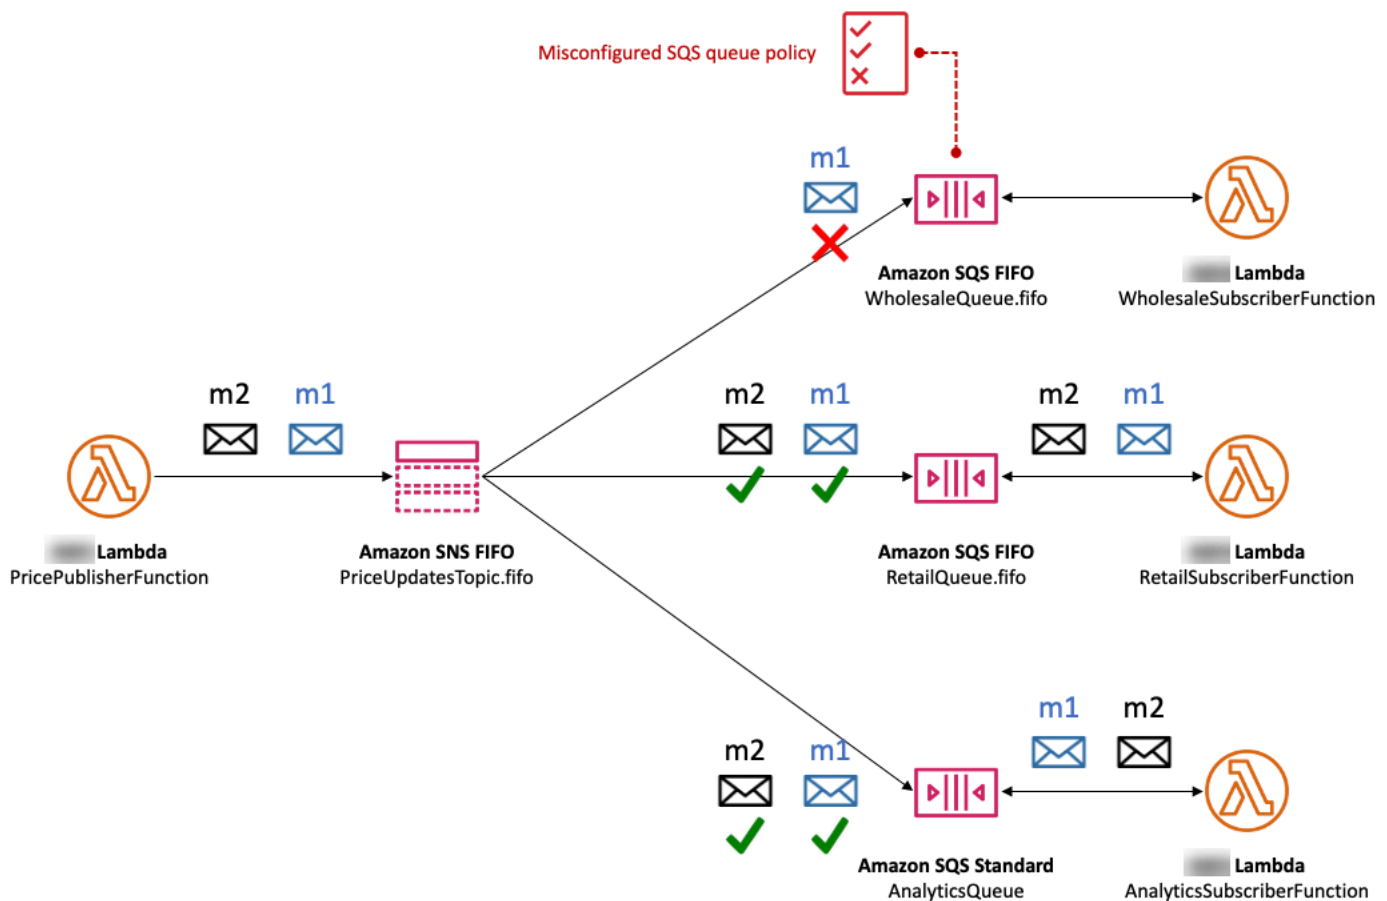 Misconfigured SQS queue policy
m1
Amazon SQS FIFO
WholesaleQueue.fifo
Lambda
WholesaleSubscriberFunction
m2
m1
m2
m1
m2
m1
Lambda
PricePublisherFunction
Amazon SNS FIFO
PriceUpdatesTopic.fifo
Amazon SQS FIFO
RetailQueue.fifo
Lambda
RetailSubscriberFunction
m2
m1
m1
m2
Amazon SQS Standard
AnalyticsQueue
Lambda
AnalyticsSubscriberFunction